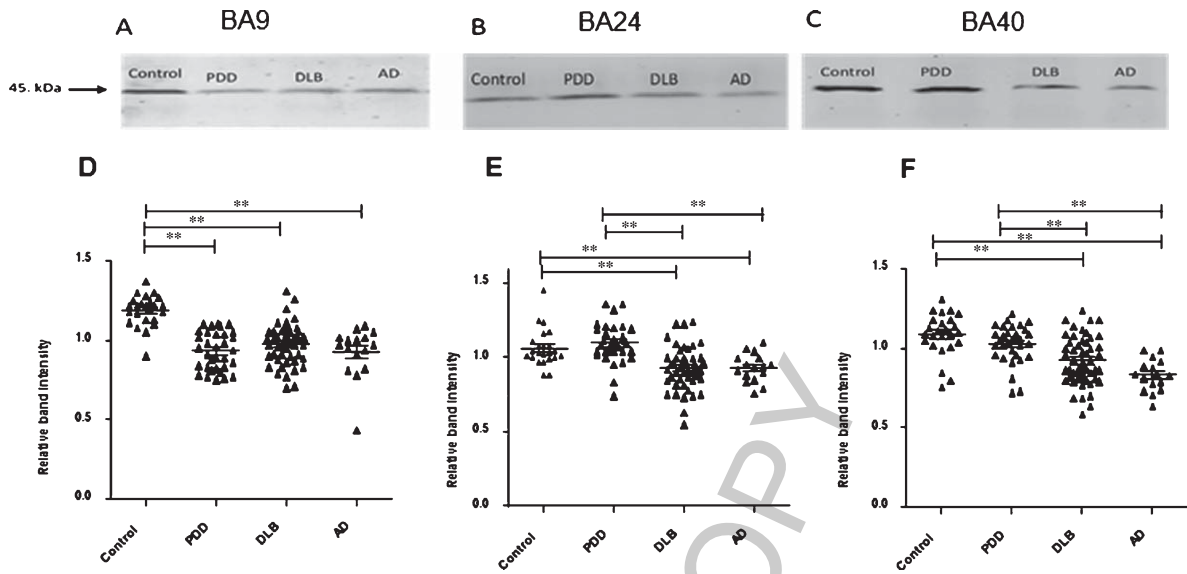 A BA9
B BA24
C BA40
45. kDa
Control PDD DLB AD
Control PDD DLB AD
Control PDD DLB AD
D
**
**
**
Relative band intensity
1.5
1.0
0.5
0.0
Control PDD DLB AD
E
**
**
**
**
Relative band intensity
1.5
1.0
0.5
0.0
Control PDD DLB AD
F
**
**
**
**
Relative band intensity
1.5
1.0
0.5
0.0
Control PDD DLB AD
OPY